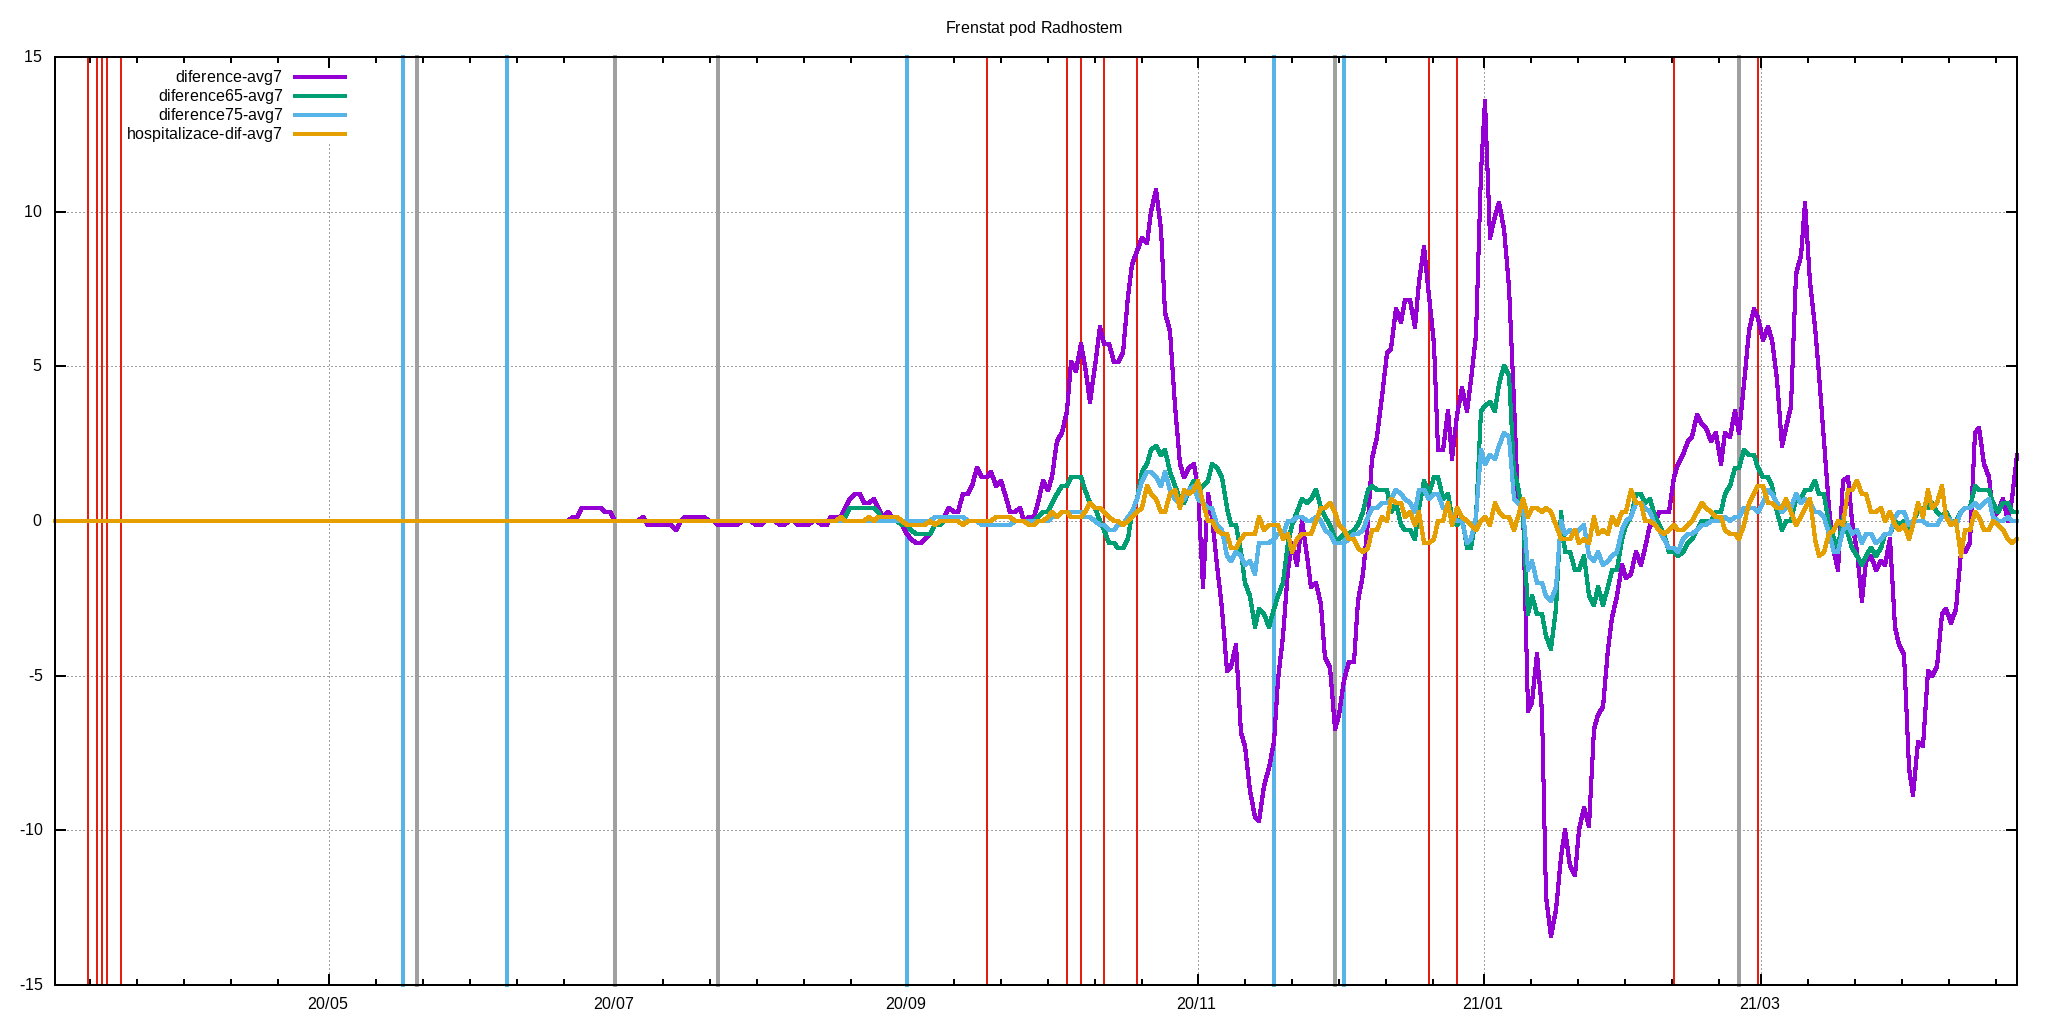 Frenstat pod Radhostem
diference-avg7
diference65-avg7
diference75-avg7
hospitalizace-dif-avg7
15
10
5
0
-5
-10
-15
20/05 20/07 20/09 20/11 21/01 21/03